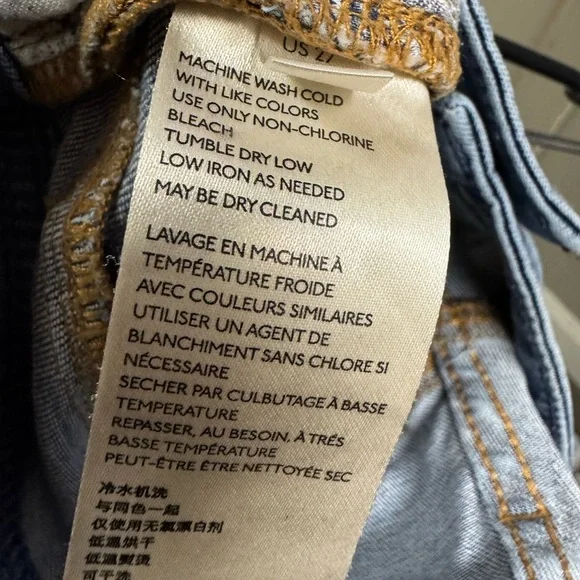 US 27
MACHINE WASH COLD
WITH LIKE COLORS
USE ONLY NON-CHLORINE
BLEACH
TUMBLE DRY LOW
LOW IRON AS NEEDED
MAY BE DRY CLEANED
LAVAGE EN MACHINE À
TEMPÉRATURE FROIDE
AVEC COULEURS SIMILAIRES
UTILISER UN AGENT DE
BLANCHIMENT SANS CHLORE SI
NÉCESSAIRE
SECHER PAR CULBUTAGE À BASSE
TEMPERATURE
REPASSER, AU BESOIN, À TRÉS
BASSE TEMPÉRATURE
PEUT-ÊTRE ÊTRE NETTOYÉE SEC
冷水机洗
与同色一起
仅使用无氯漂白剂
低温烘干
低温熨烫
可干洗